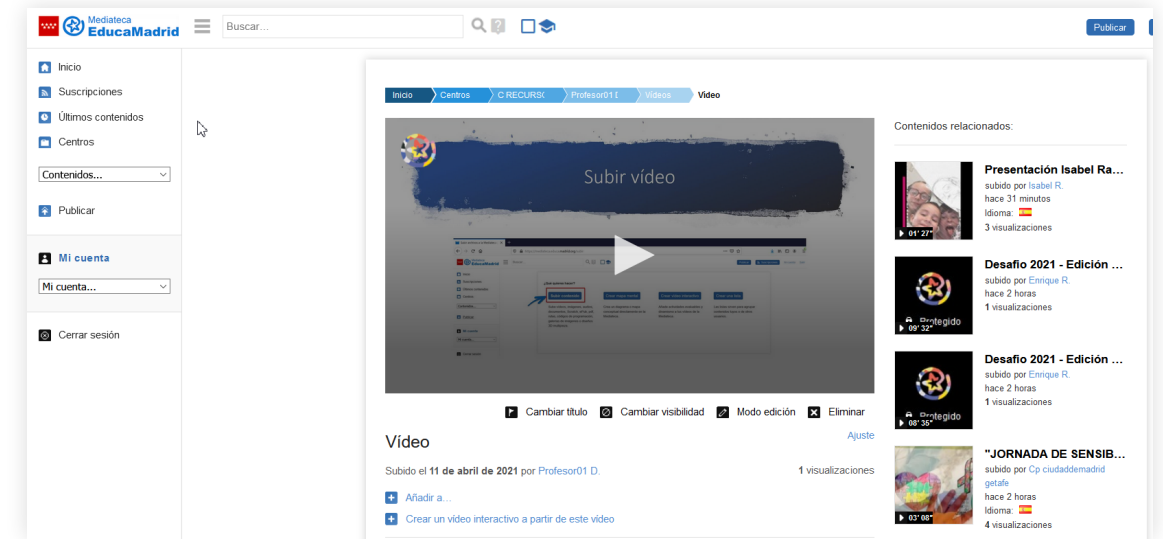 Mediateca
EducaMadrid
Buscar...
Publicar
Inicio
Suscripciones
Últimos contenidos
Centros
Contenidos...
Publicar
Mi cuenta
Mi cuenta...
Cerrar sesión
Inicio
Centros
C RECURSO
Profesor01 D
Vídeos
Vídeo
Subir vídeo
Cambiar título
Cambiar visibilidad
Modo edición
Eliminar
Vídeo
Ajuste
Subido el 11 de abril de 2021 por Profesor01 D.
1 visualizaciones
Añadir a...
Crear un vídeo interactivo a partir de este vídeo
Contenidos relacionados:
Presentación Isabel Ra...
subido por Isabel R.
hace 31 minutos
Idioma:
3 visualizaciones
01' 27"
Desafio 2021 - Edición ...
subido por Enrique R.
hace 2 horas
1 visualizaciones
Protegido
09' 32"
Desafio 2021 - Edición ...
subido por Enrique R.
hace 2 horas
1 visualizaciones
Protegido
08' 35"
"JORNADA DE SENSIB...
subido por Cp ciudaddemadrid
getafe
hace 2 horas
Idioma:
4 visualizaciones
03' 08"